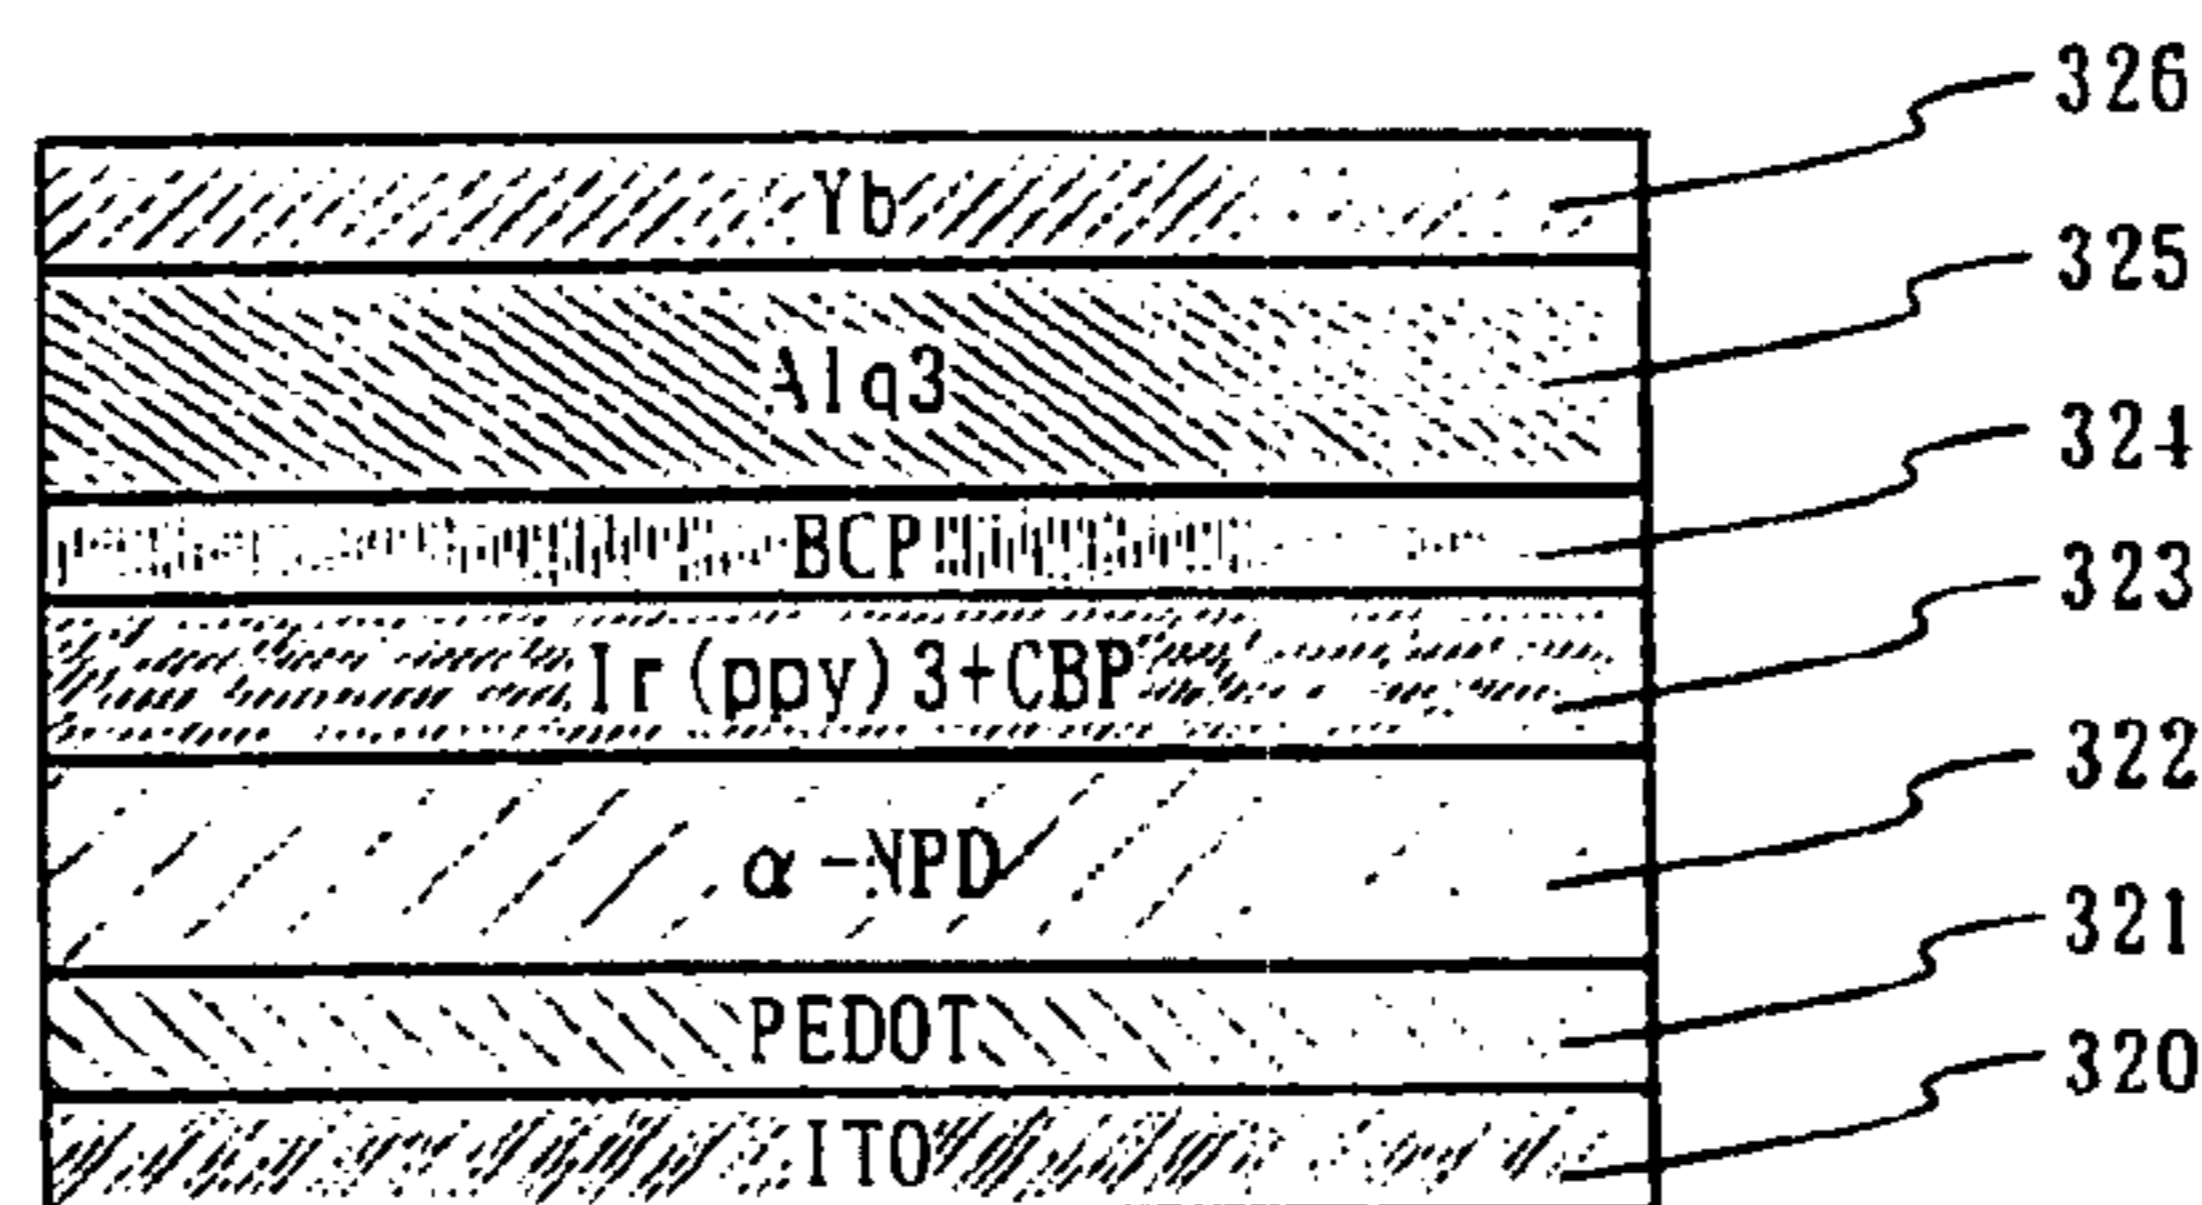 326
Yb
325
Alq3
324
BCP
323
Ir(ppy)3+CBP
322
α-NPD
321
PEDOT
320
ITO